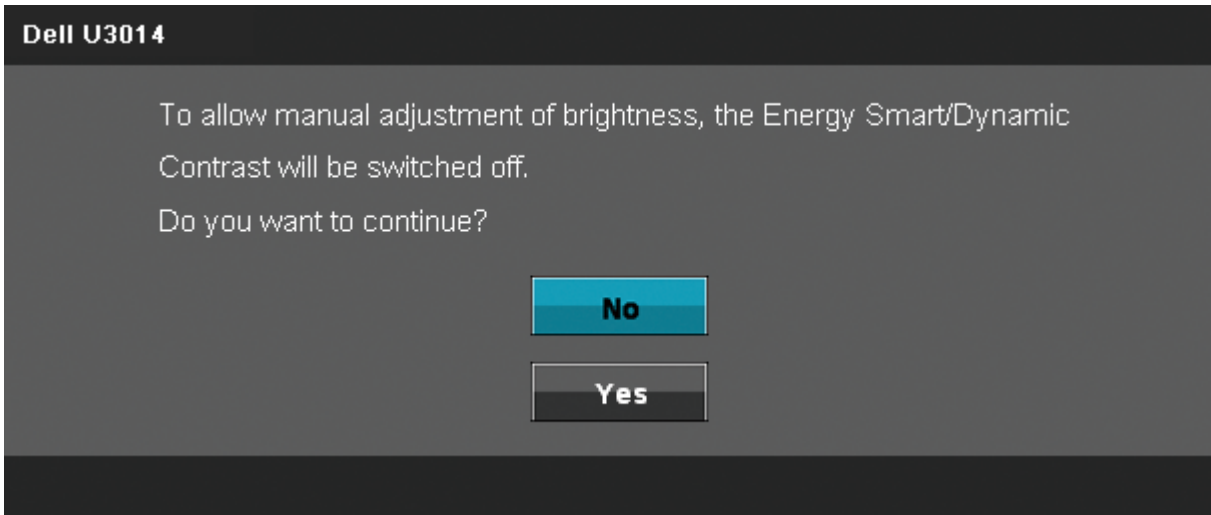 Dell U3014
To allow manual adjustment of brightness, the Energy Smart/Dynamic
Contrast will be switched off.
Do you want to continue?
No
Yes